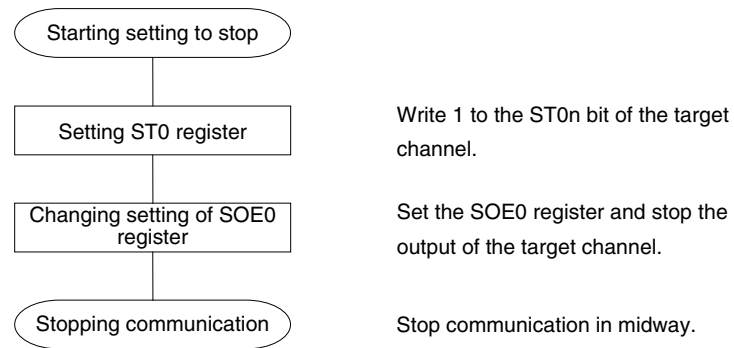 Starting setting to stop
Setting ST0 register
Write 1 to the ST0n bit of the target
channel.
Changing setting of SOE0
register
Set the SOE0 register and stop the
output of the target channel.
Stopping communication
Stop communication in midway.